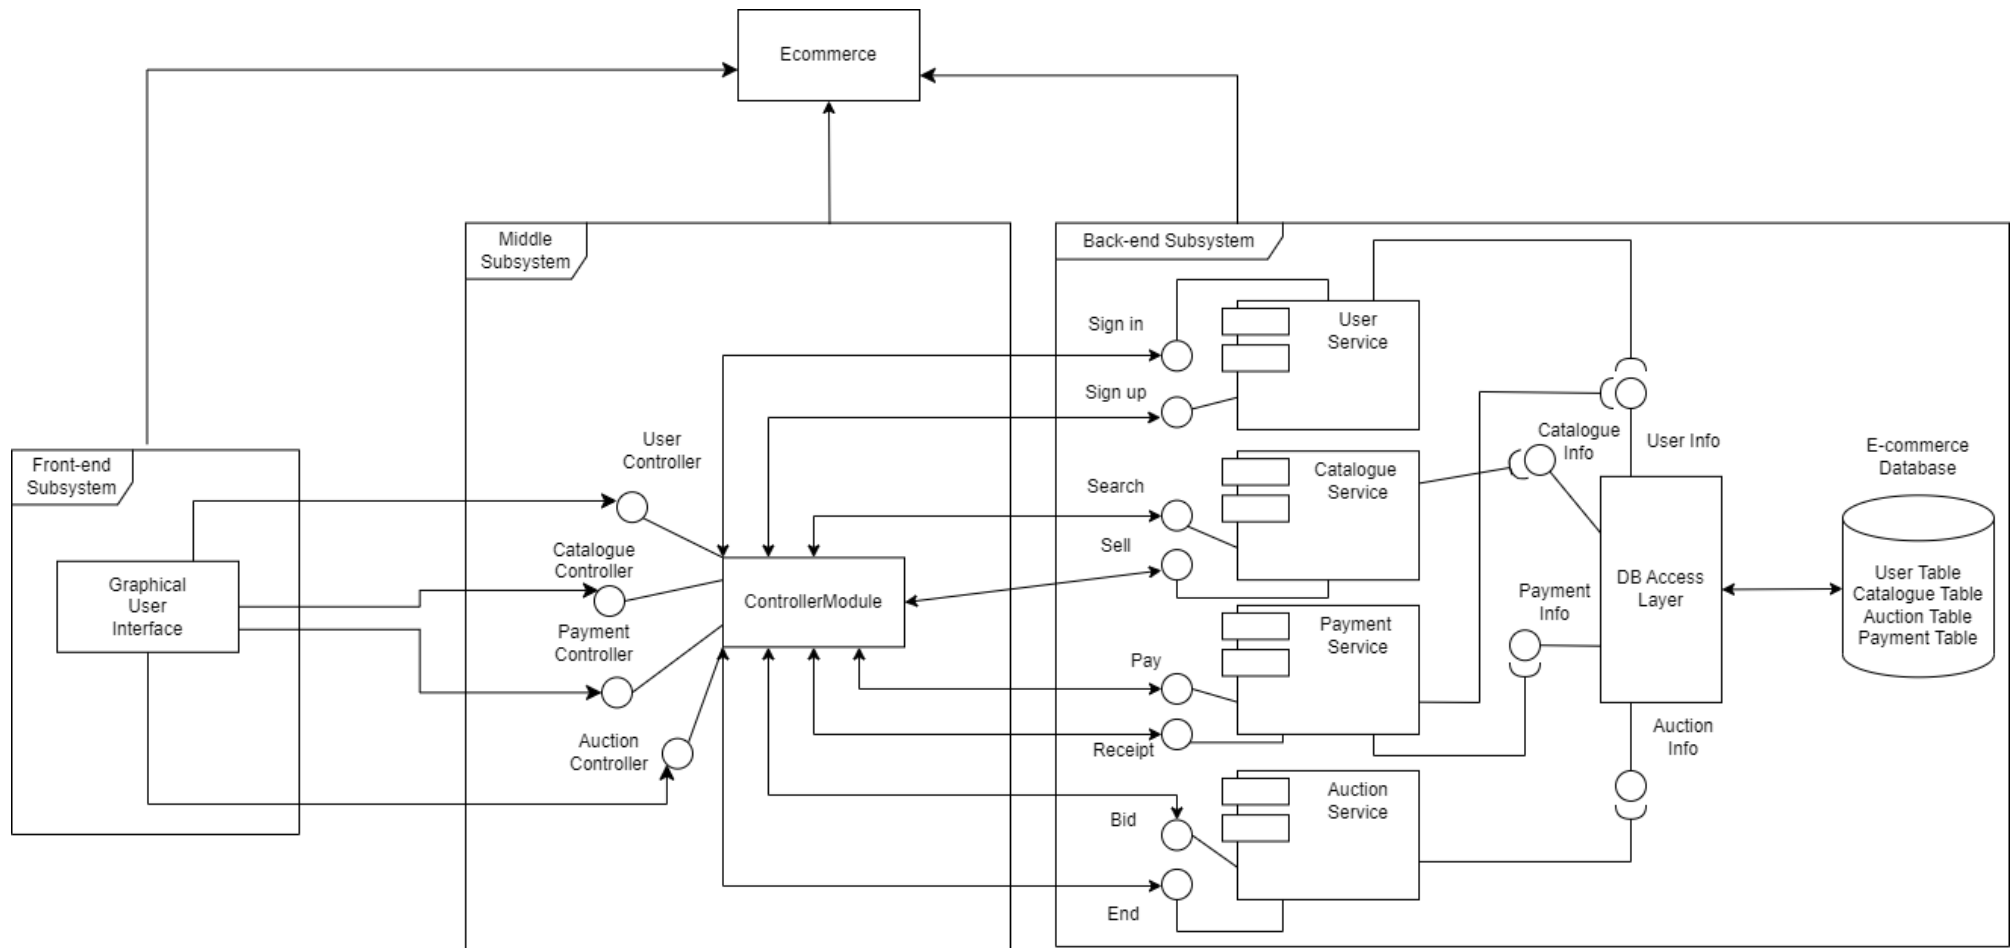 Ecommerce
Middle
Subsystem
Back-end Subsystem
Sign in
User
Service
Sign up
User
Controller
Catalogue
Info
User Info
E-commerce
Database
Front-end
Subsystem
Search
Catalogue
Service
Catalogue
Controller
Sell
Graphical
User
Interface
ControllerModule
DB Access
Layer
User Table
Catalogue Table
Auction Table
Payment Table
Payment
Info
Payment
Controller
Payment
Service
Pay
Auction
Controller
Receipt
Auction
Info
Auction
Service
Bid
End